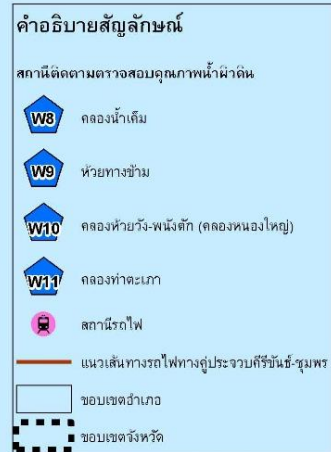 คำอธิบายสัญลักษณ์
สถานีติดตามตรวจสอบคุณภาพน้ำผิวดิน
W8 คลองน้ำเค็ม
W9 ห้วยทางข้าม
W10 คลองห้วยวัง-พนังตัก (คลองหนองใหญ่)
W11 คลองท่าตะเภา
สถานีรถไฟ
แนวเส้นทางรถไฟทางคู่ประจวบคีรีขันธ์-ชุมพร
ขอบเขตอำเภอ
ขอบเขตจังหวัด